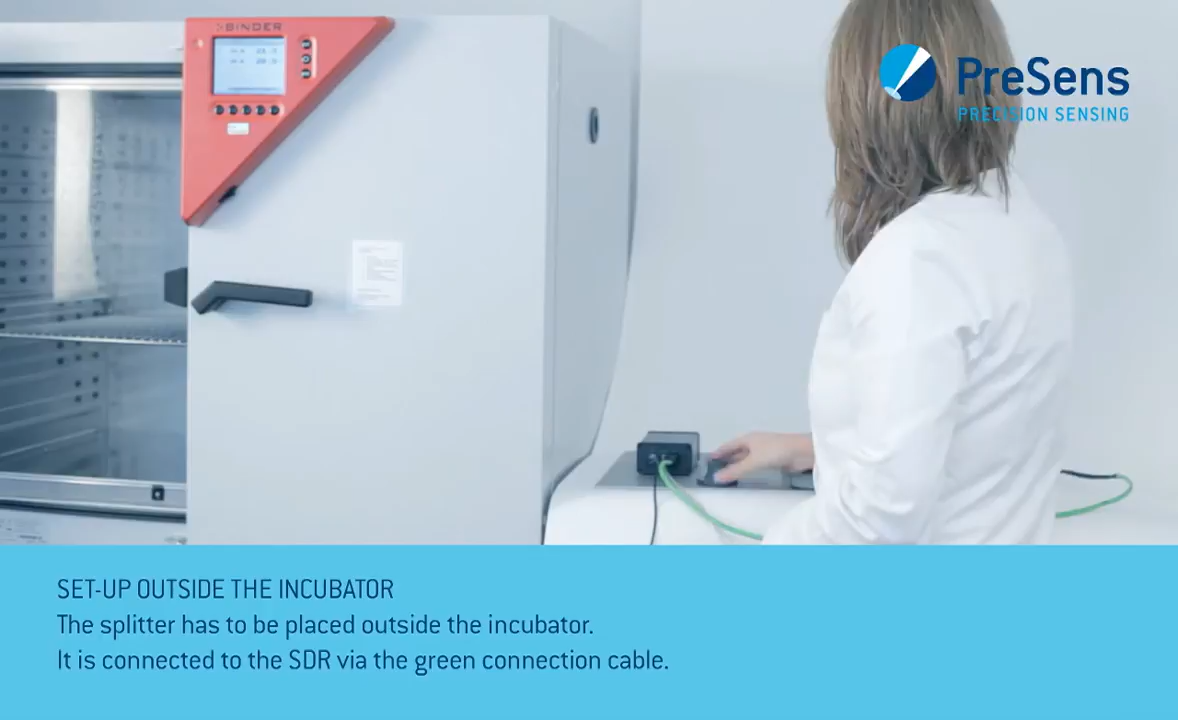 BINDER
PreSens
PRECISION SENSING
SET-UP OUTSIDE THE INCUBATOR
The splitter has to be placed outside the incubator.
It is connected to the SDR via the green connection cable.